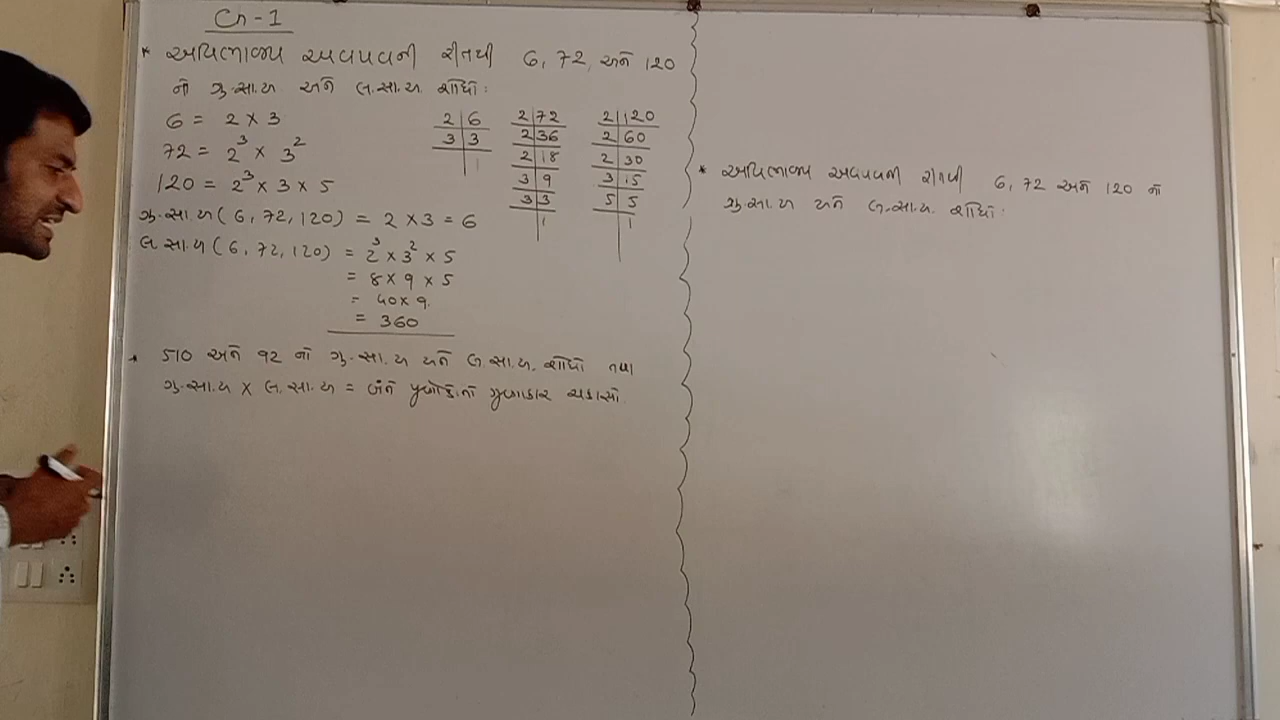 Ch-1
* અવિભાજ્ય અવયવની રીતથી 6, 72, અને 120
નો ગુ.સા.અ અને લ.સા.અ. શોધો:
6 = 2 × 3
72 = 2³ × 3²
120 = 2³ × 3 × 5
ગુ.સા.અ (6, 72, 120) = 2 × 3 = 6
લ.સા.અ (6, 72, 120) = 2³ × 3² × 5
= 8 × 9 × 5
= 40 × 9
= 360
2 | 6
3 | 3
1
2 | 72
2 | 36
2 | 18
3 | 9
3 | 3
1
2 | 120
2 | 60
2 | 30
3 | 15
5 | 5
1
* 510 અને 92 નો ગુ.સા.અ અને લ.સા.અ. શોધો તથા
ગુ.સા.અ × લ.સા.અ = બંને પૂર્ણાંકોનો ગુણાકાર ચકાસો.
* અવિભાજ્ય અવયવની રીતથી 6, 72 અને 120 નો
ગુ.સા.અ અને લ.સા.અ. શોધો: